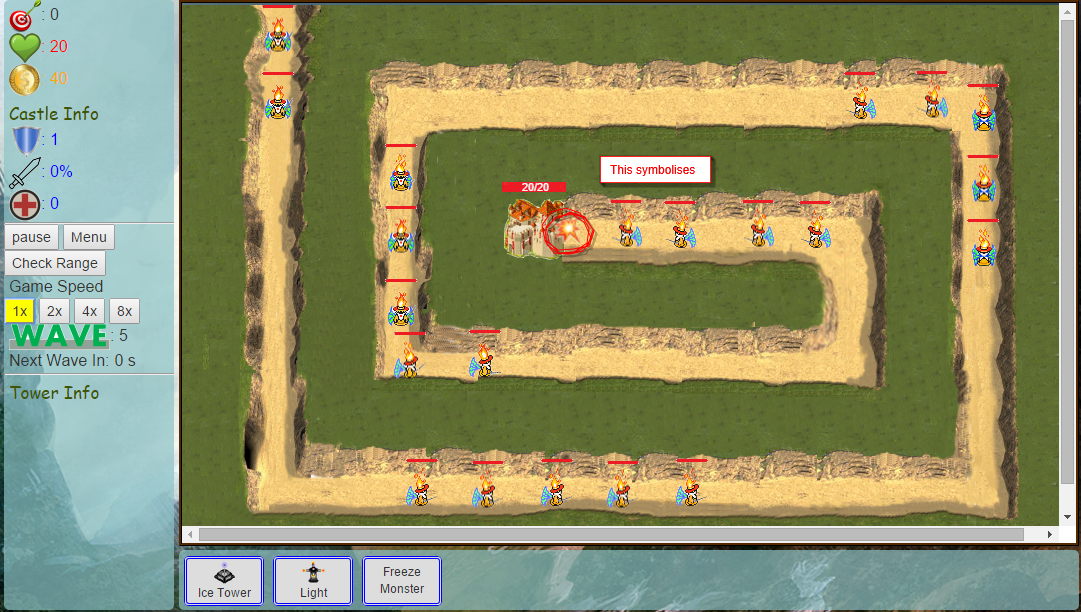 : 0
: 20
: 40
Castle Info
: 1
: 0%
: 0
pause Menu
Check Range
Game Speed
1x 2x 4x 8x
WAVE: 5
Next Wave In: 0 s
Tower Info
This symbolises
20/20
Ice Tower
Light
Freeze
Monster